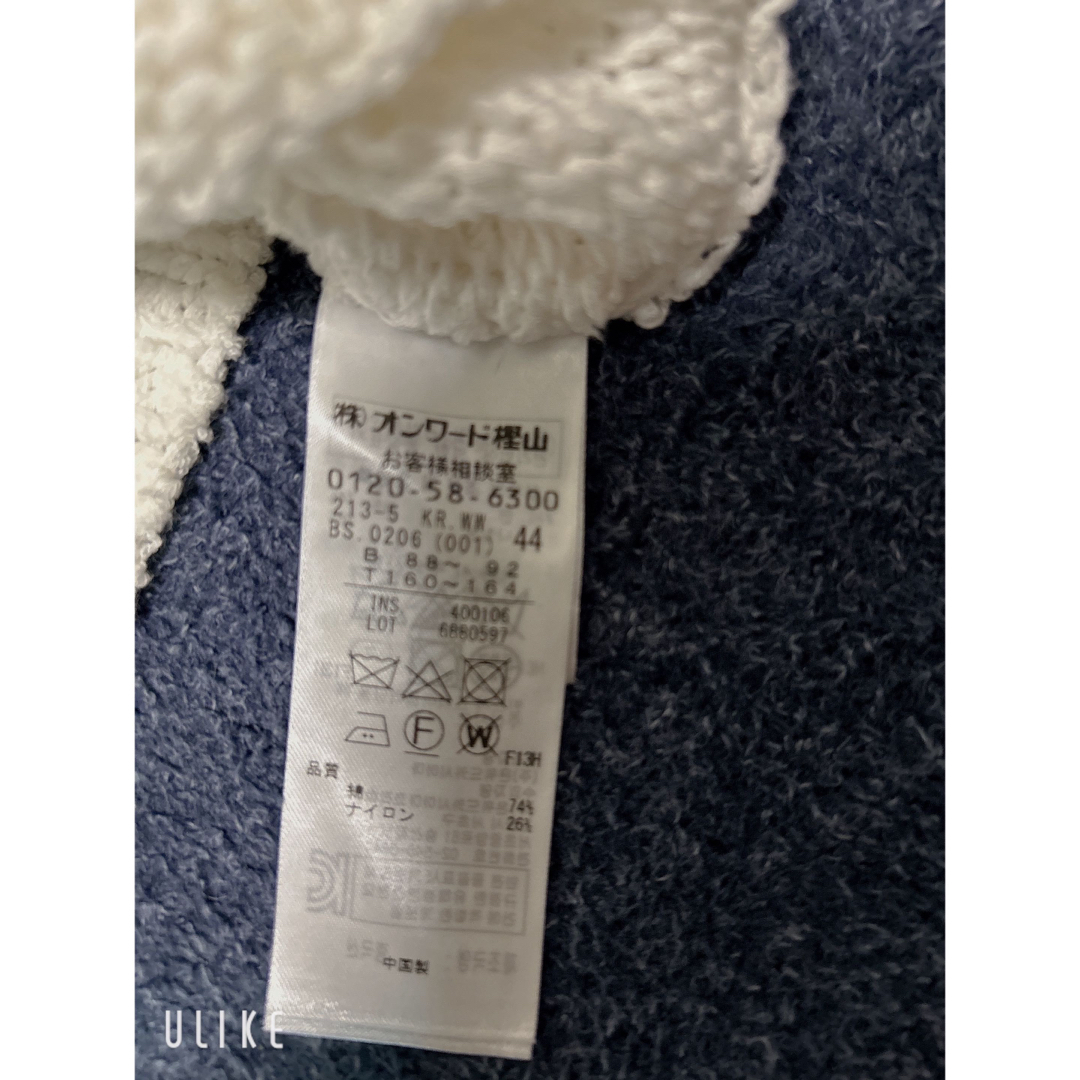 ㈱オンワード樫山
お客様相談室
0120-58-6300
213-5 KR.WW
BS.0206 (001) 44
B 88～ 92
T160～164
INS. 400106
LOT 6880597
F
W
F13H
品質
綿 74%
ナイロン 26%
中国製
ULIKE